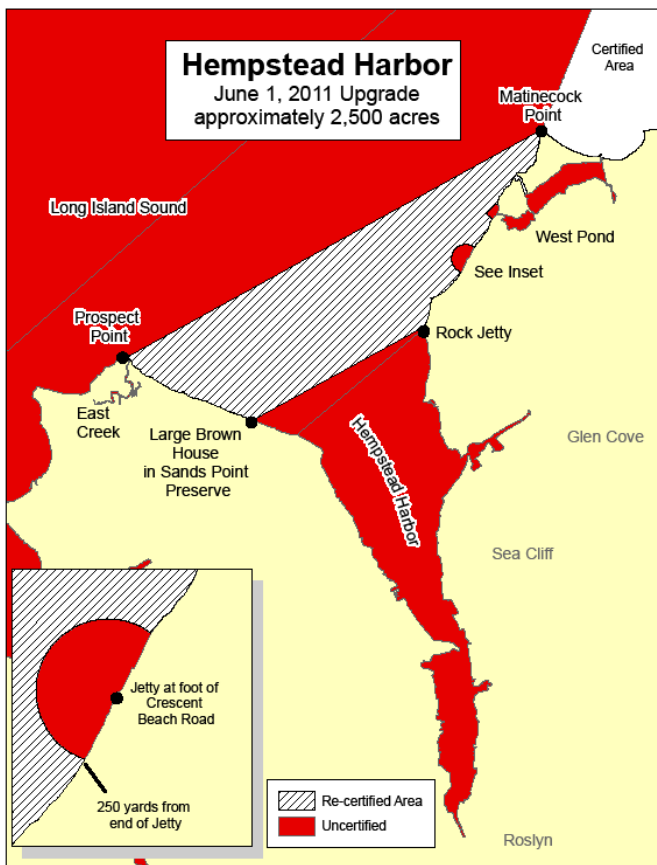 Hempstead Harbor
June 1, 2011 Upgrade
approximately 2,500 acres
Certified
Area
Matinecock
Point
Long Island Sound
West Pond
See Inset
Prospect
Point
Rock Jetty
East
Creek
Large Brown
House
in Sands Point
Preserve
Hempstead Harbor
Glen Cove
Sea Cliff
Jetty at foot of
Crescent
Beach Road
250 yards from
end of Jetty
Re-certified Area
Uncertified
Roslyn